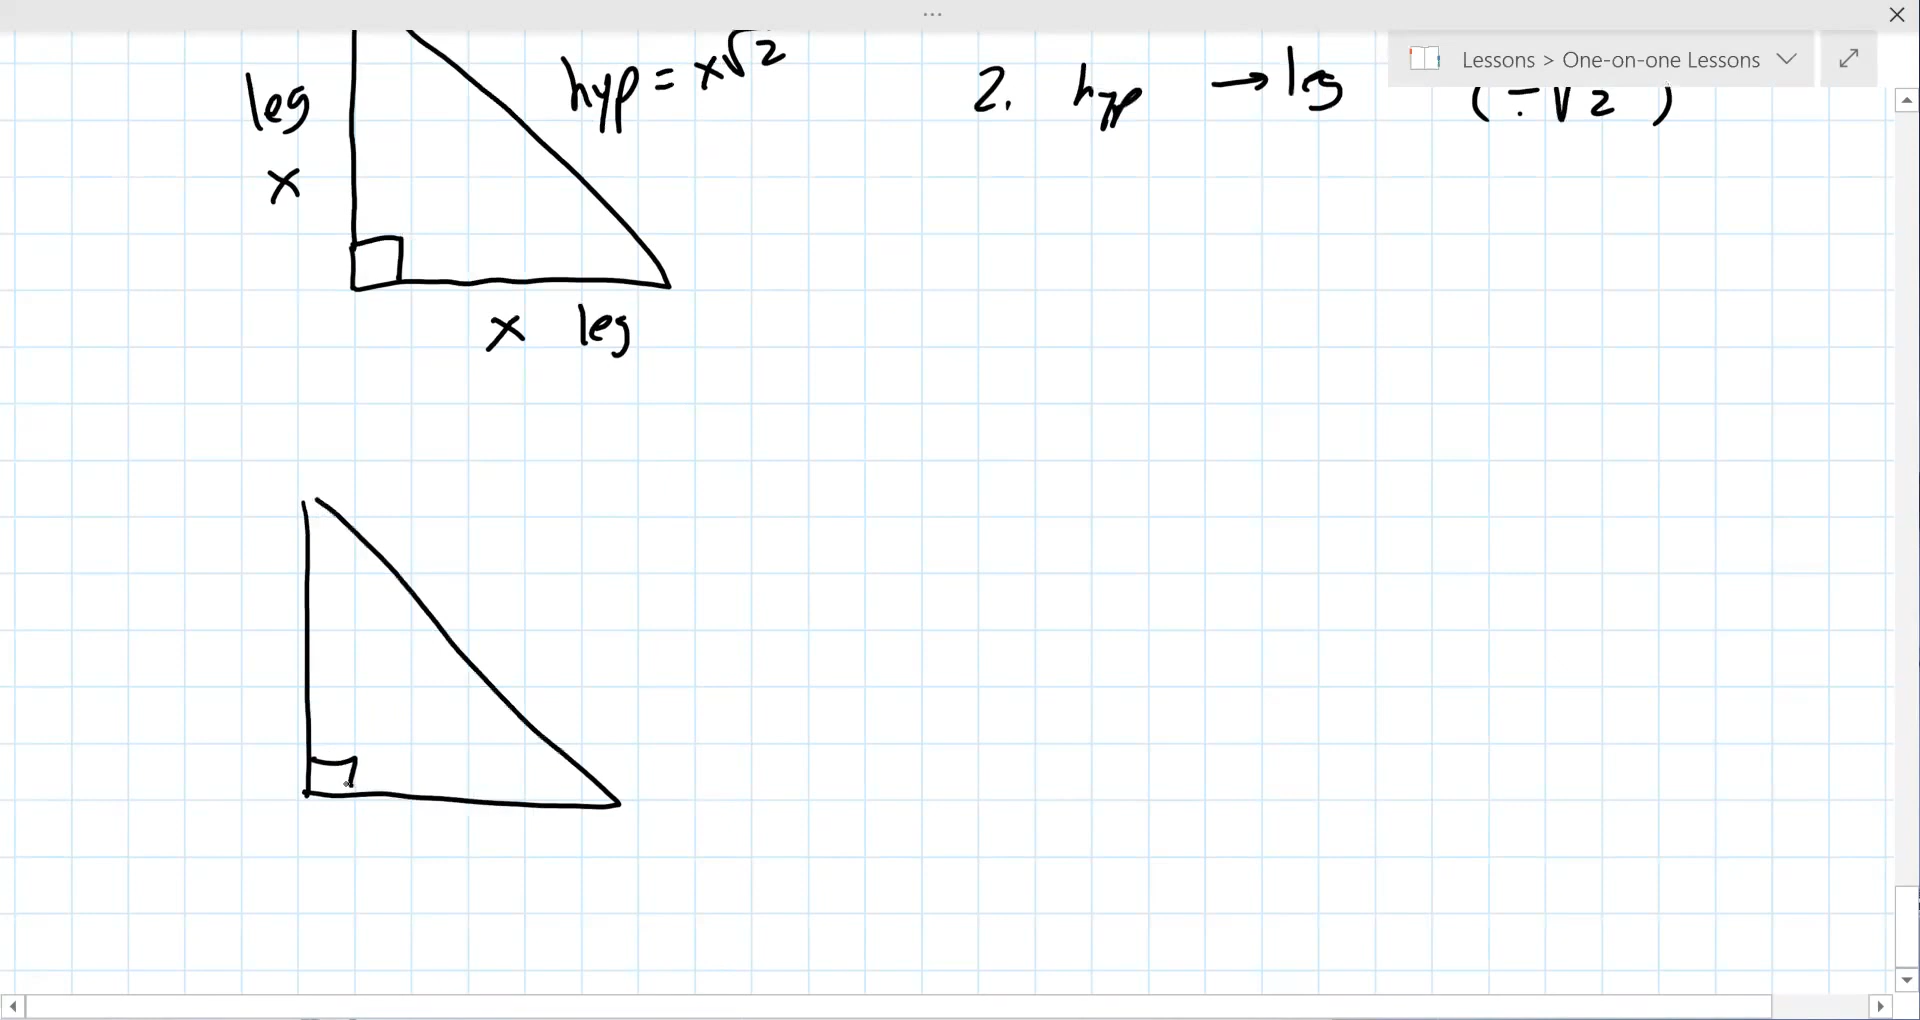 Lessons > One-on-one Lessons
leg
x
hyp = x√2
x leg
2. hyp → leg (÷√2)